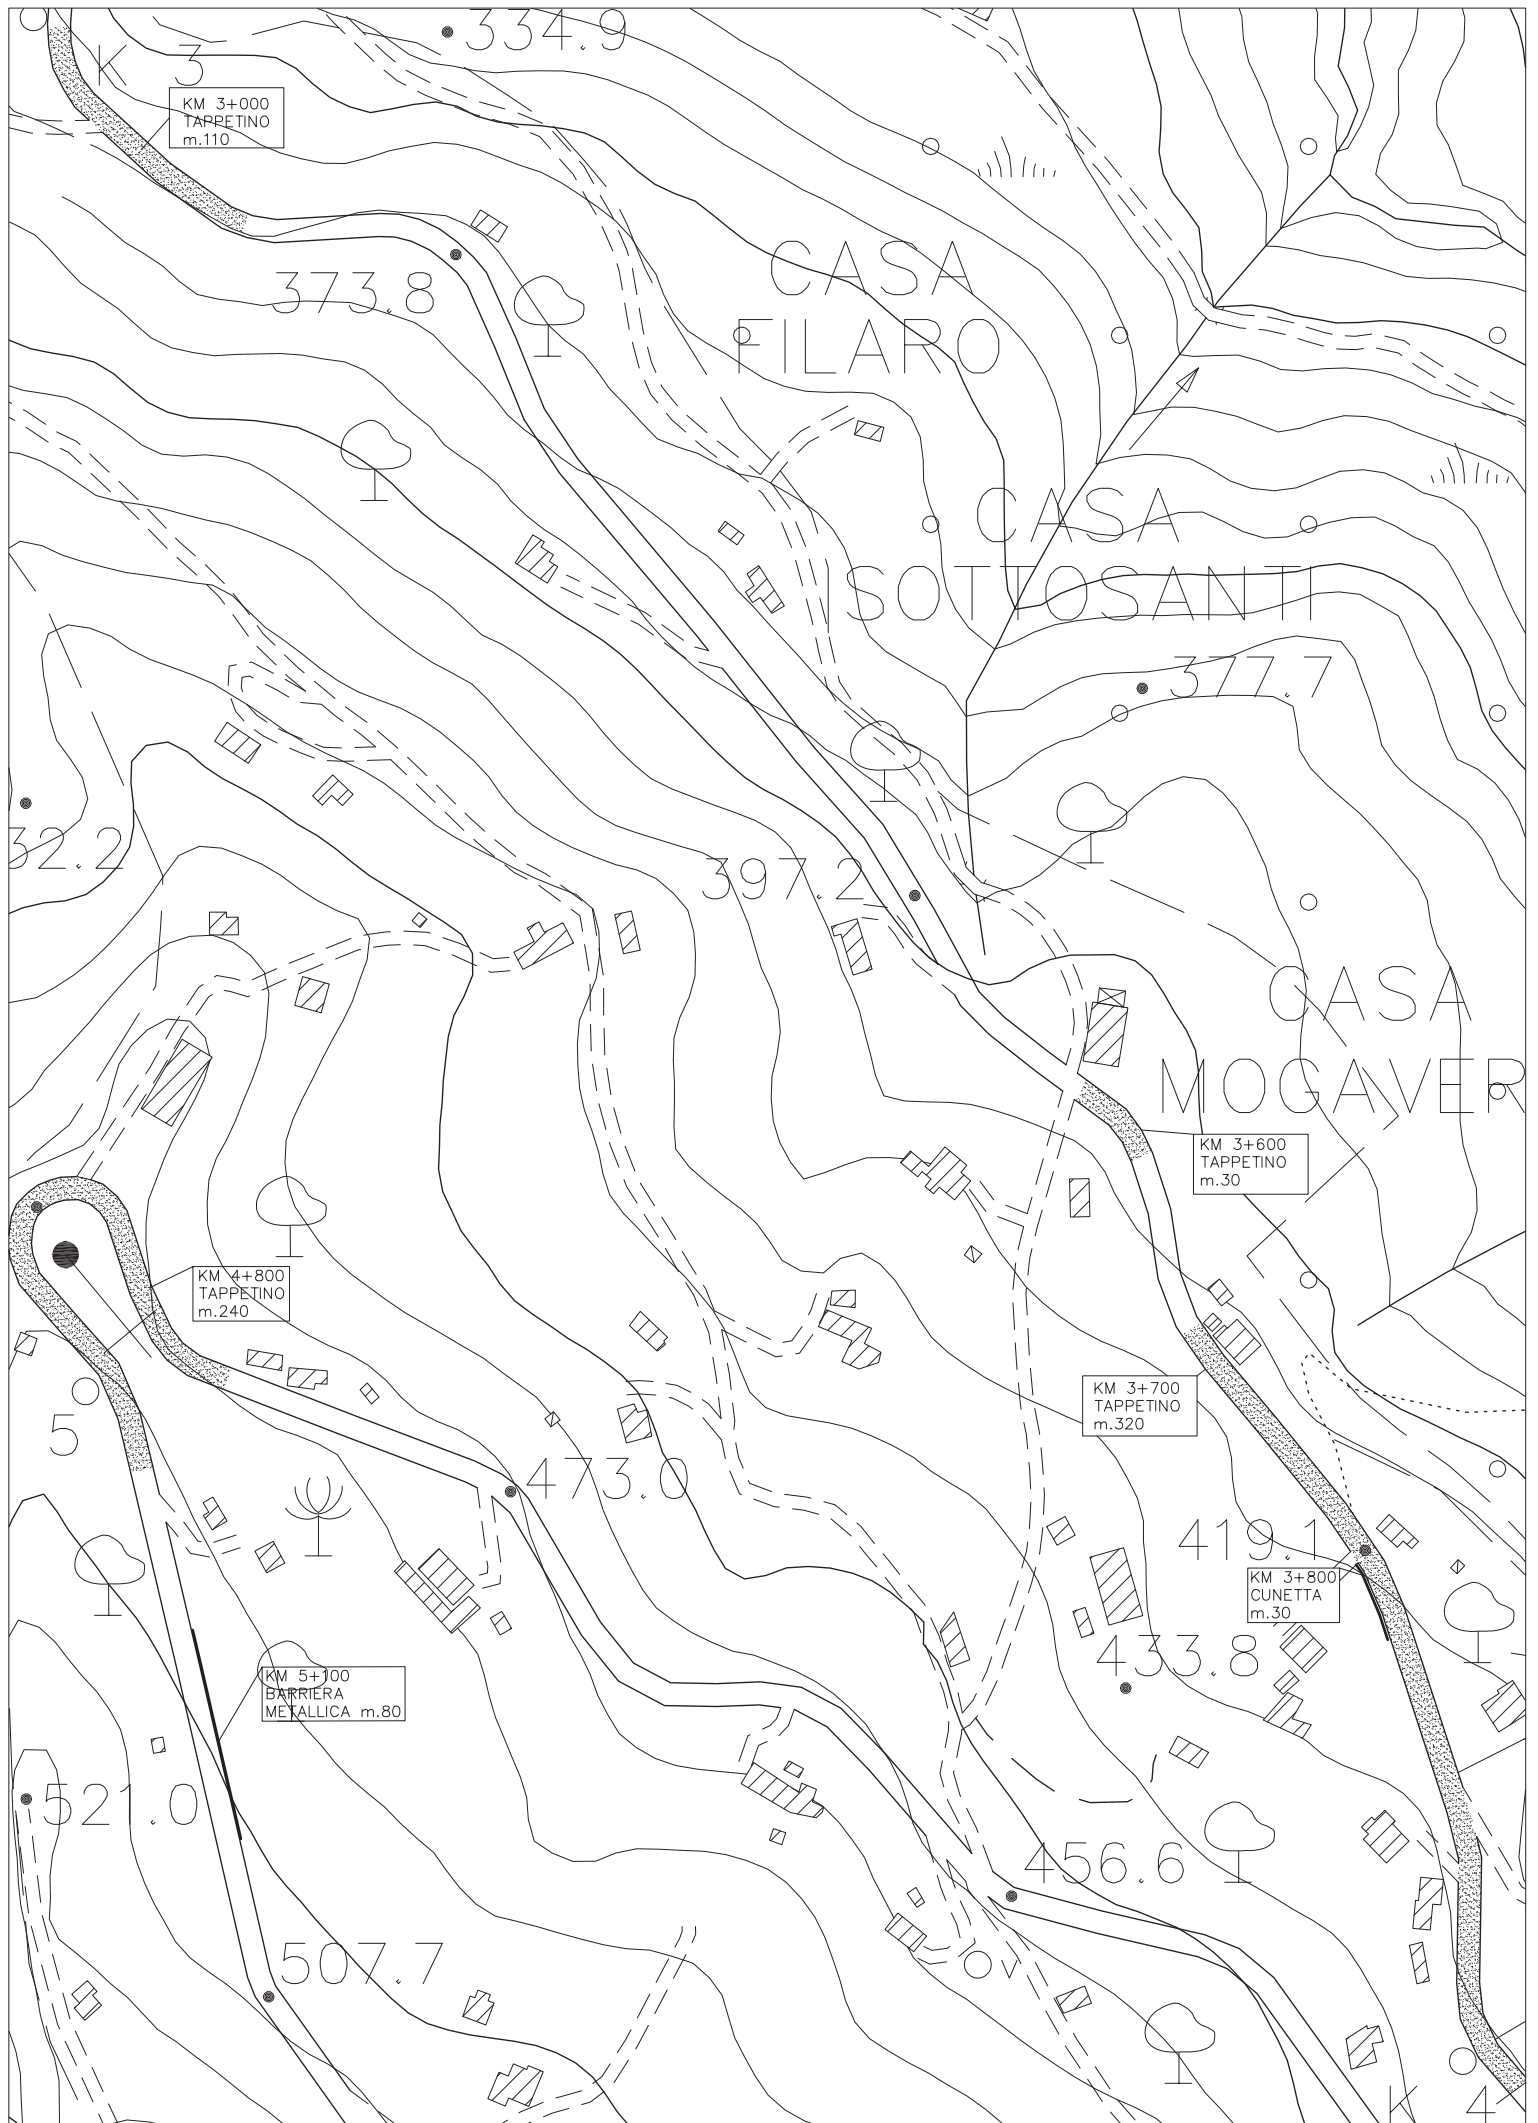 334.9
K 3
KM 3+000
TAPPETINO
m.110
373.8
CASA
FILARO
CASA
SOTTOSANTI
377.7
32.2
397.2
CASA
MOGAVER
KM 3+600
TAPPETINO
m.30
KM 4+800
TAPPETINO
m.240
KM 3+700
TAPPETINO
m.320
5
473.0
419.1
KM 3+800
CUNETTA
m.30
433.8
KM 5+100
BARRIERA
METALLICA m.80
521.0
456.6
507.7
K 4